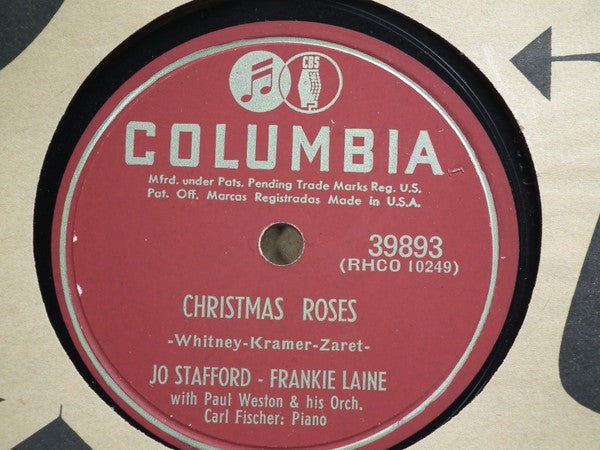 CBS
COLUMBIA
Mfrd. under Pats. Pending Trade Marks Reg. U.S.
Pat. Off. Marcas Registradas Made in U.S.A.
39893
(RHCO 10249)
CHRISTMAS ROSES
-Whitney-Kramer-Zaret-
JO STAFFORD - FRANKIE LAINE
with Paul Weston & his Orch.
Carl Fischer: Piano